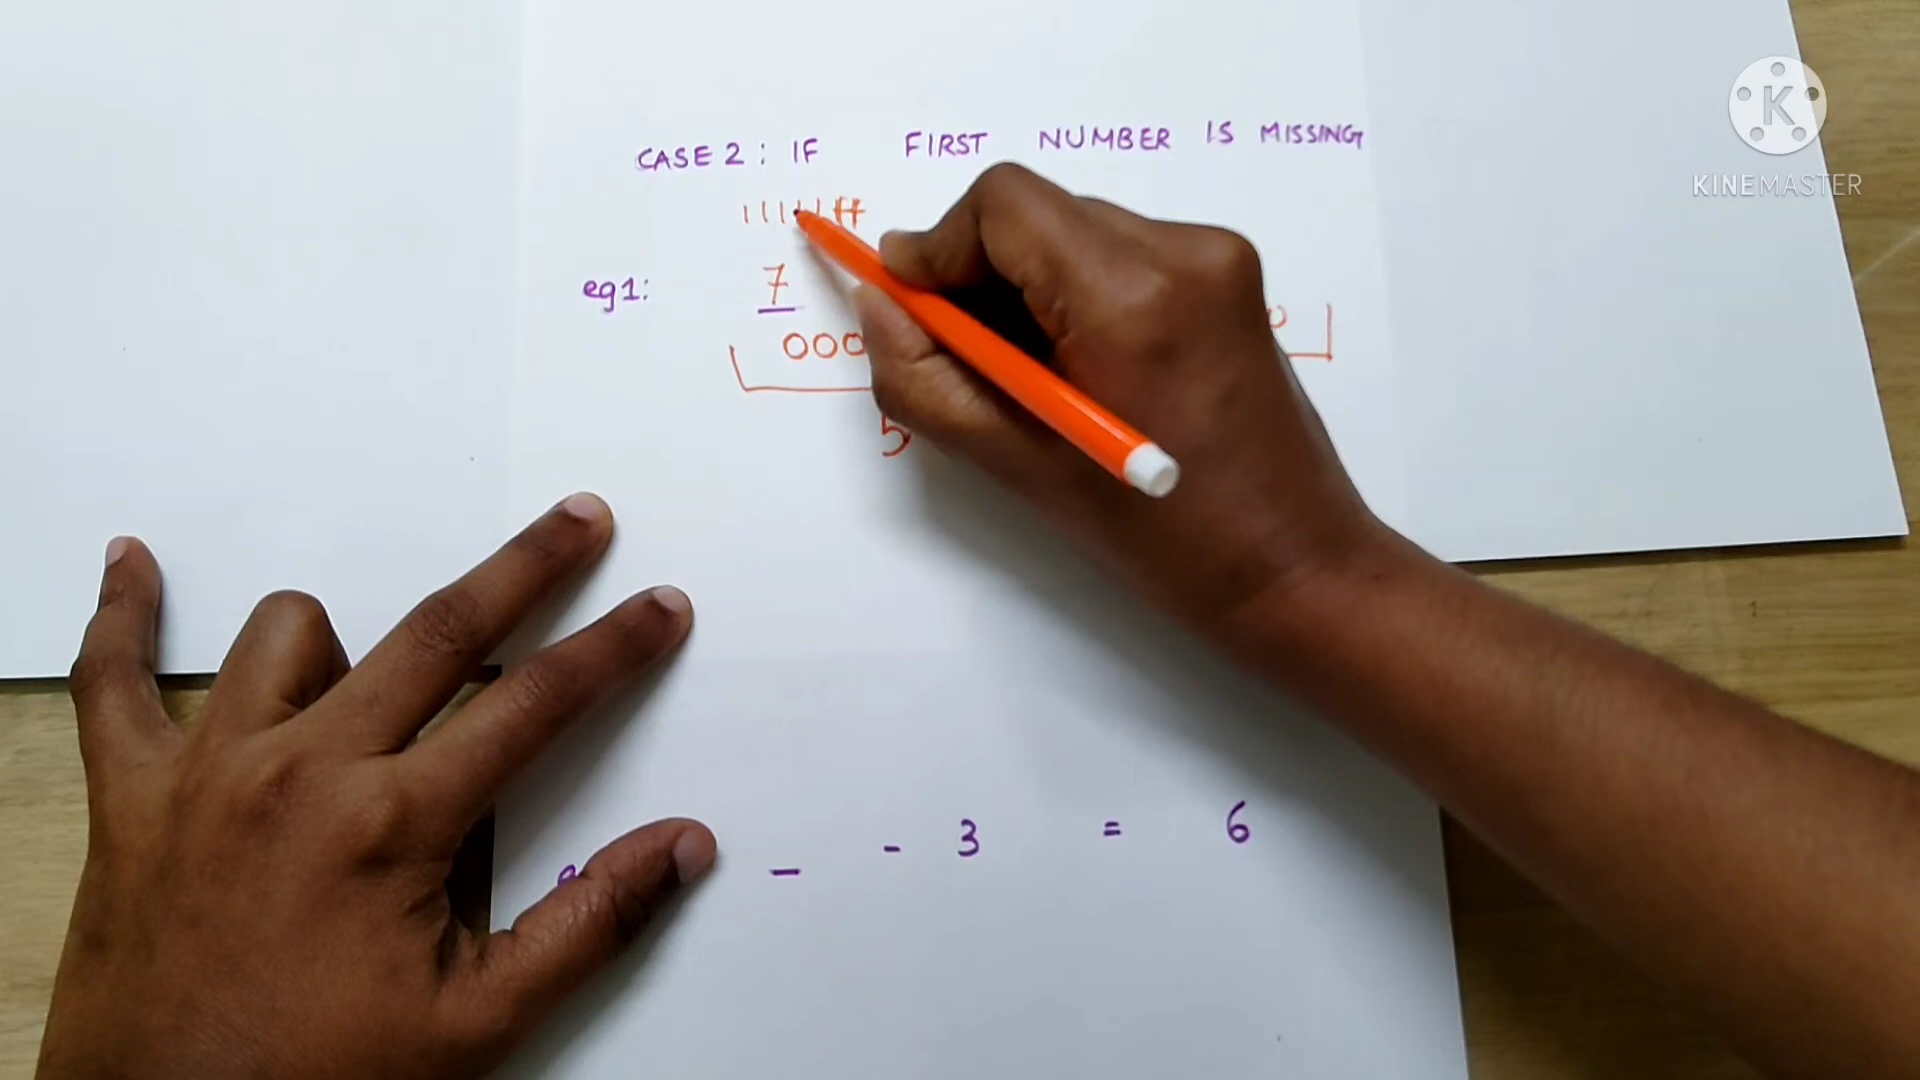 CASE 2 : IF FIRST NUMBER IS MISSING
eg1: 7
000
5
_ - 3 = 6
KINEMASTER